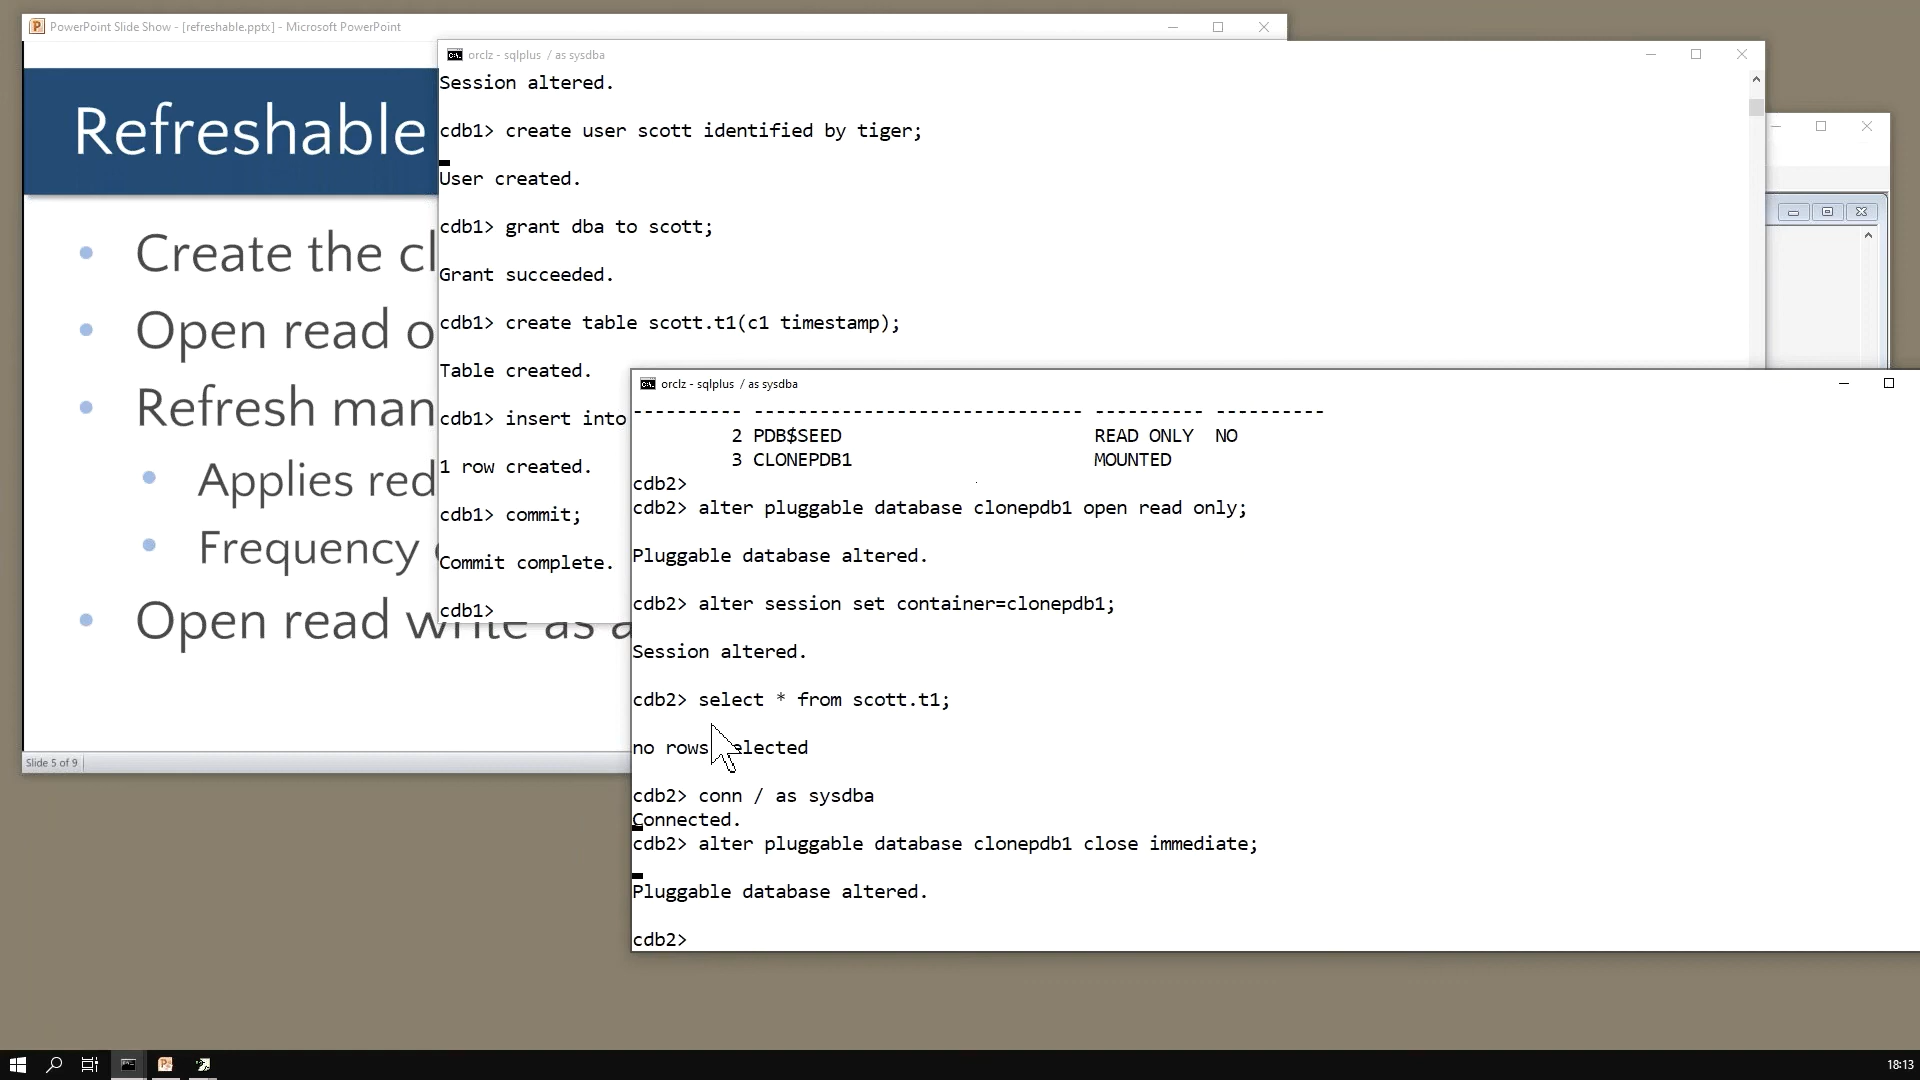 PowerPoint Slide Show - [refreshable.pptx] - Microsoft PowerPoint
Refreshable
Create the cl
Open read o
Refresh man
Applies red
Frequency
Open read write as a
Slide 5 of 9
orclz - sqlplus / as sysdba
Session altered.
cdb1> create user scott identified by tiger;
User created.
cdb1> grant dba to scott;
Grant succeeded.
cdb1> create table scott.t1(c1 timestamp);
Table created.
cdb1> insert into
1 row created.
cdb1> commit;
Commit complete.
cdb1>
orclz - sqlplus / as sysdba
---------- ------------------------------ ---------- ----------
2 PDB$SEED READ ONLY NO
3 CLONEPDB1 MOUNTED
cdb2>
cdb2> alter pluggable database clonepdb1 open read only;
Pluggable database altered.
cdb2> alter session set container=clonepdb1;
Session altered.
cdb2> select * from scott.t1;
no rows selected
cdb2> conn / as sysdba
Connected.
cdb2> alter pluggable database clonepdb1 close immediate;
Pluggable database altered.
cdb2>
18:13